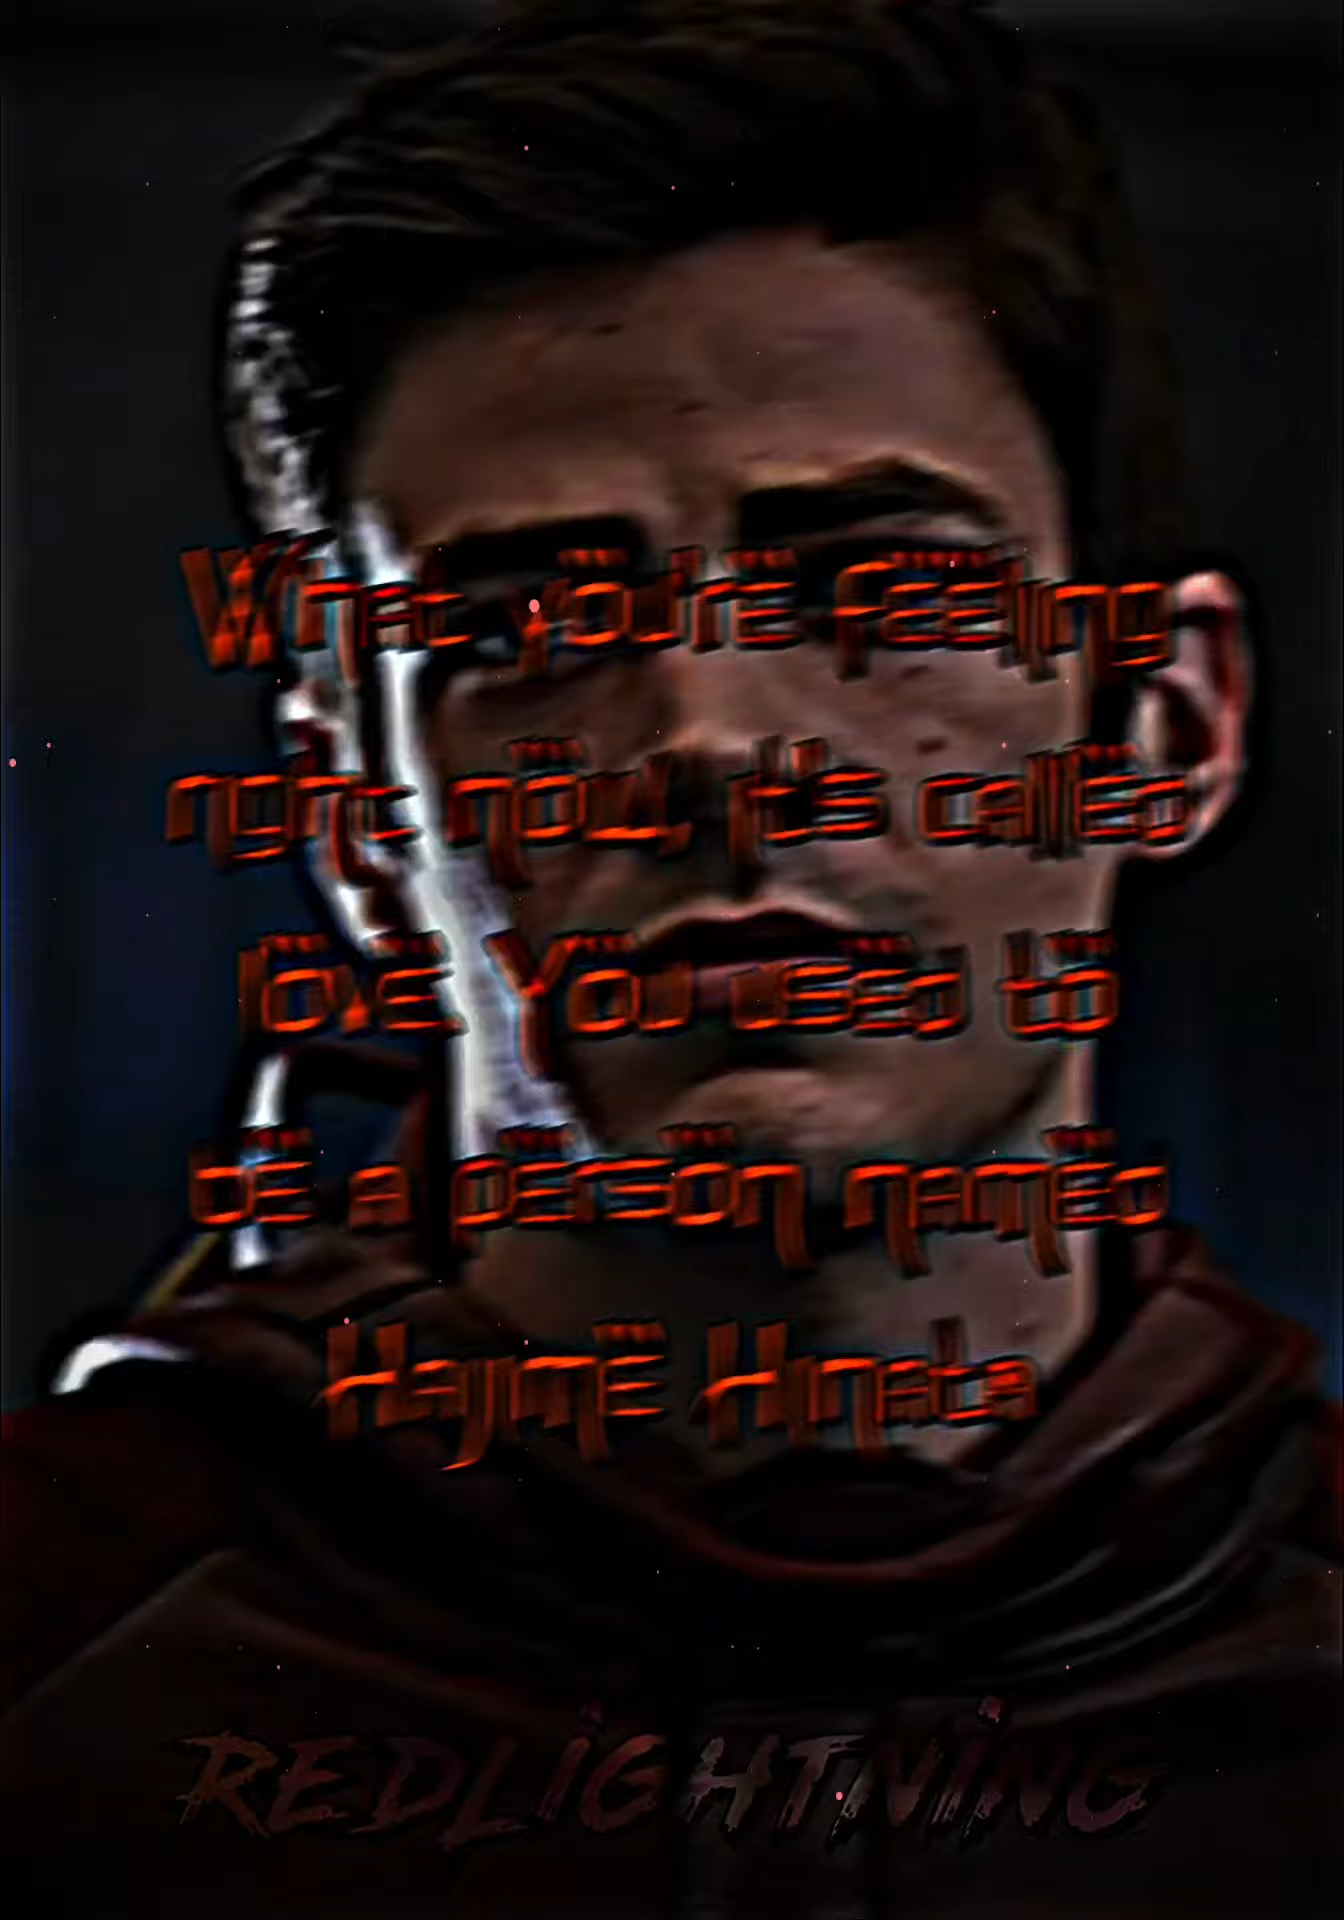 What you're feeling
right now, it's called
love. You used to
be a person named
Hajime Hinata
REDLIGHTNING